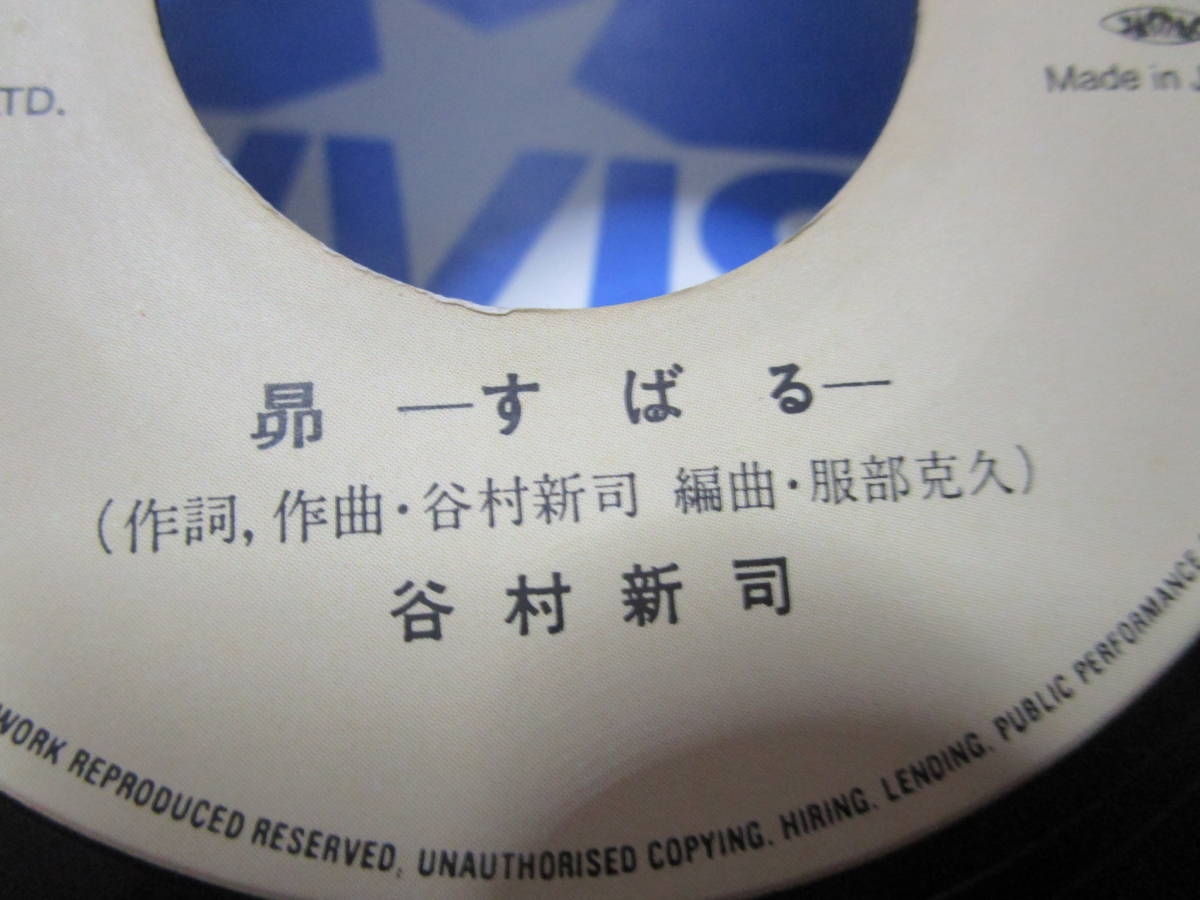 TD.
Made in J
昴 ―すばる―
(作詞, 作曲・谷村新司 編曲・服部克久)
谷村新司
WORK REPRODUCED RESERVED, UNAUTHORISED COPYING. HIRING. LENDING. PUBLIC PERFORMANCE